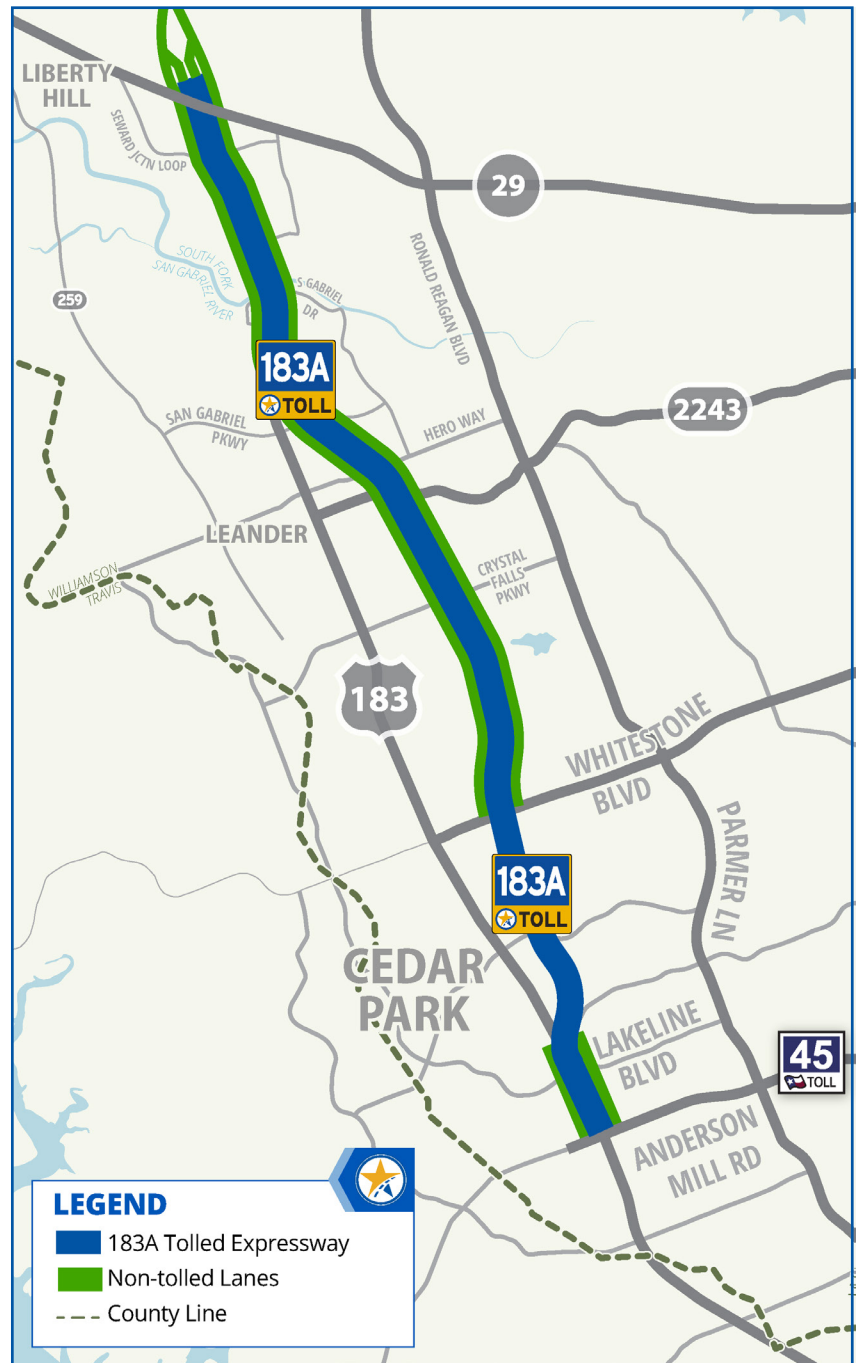 LIBERTY
HILL
SEWARD JCTN LOOP
29
RONALD REAGAN BLVD
SOUTH FORK
SAN GABRIEL RIVER
259
S GABRIEL
DR
183A
TOLL
2243
SAN GABRIEL
PKWY
HERO WAY
LEANDER
CRYSTAL
FALLS
PKWY
WILLIAMSON
TRAVIS
183
WHITESTONE
BLVD
PARMER LN
183A
TOLL
CEDAR
PARK
LAKELINE
BLVD
45
TOLL
ANDERSON
MILL RD
LEGEND
183A Tolled Expressway
Non-tolled Lanes
County Line